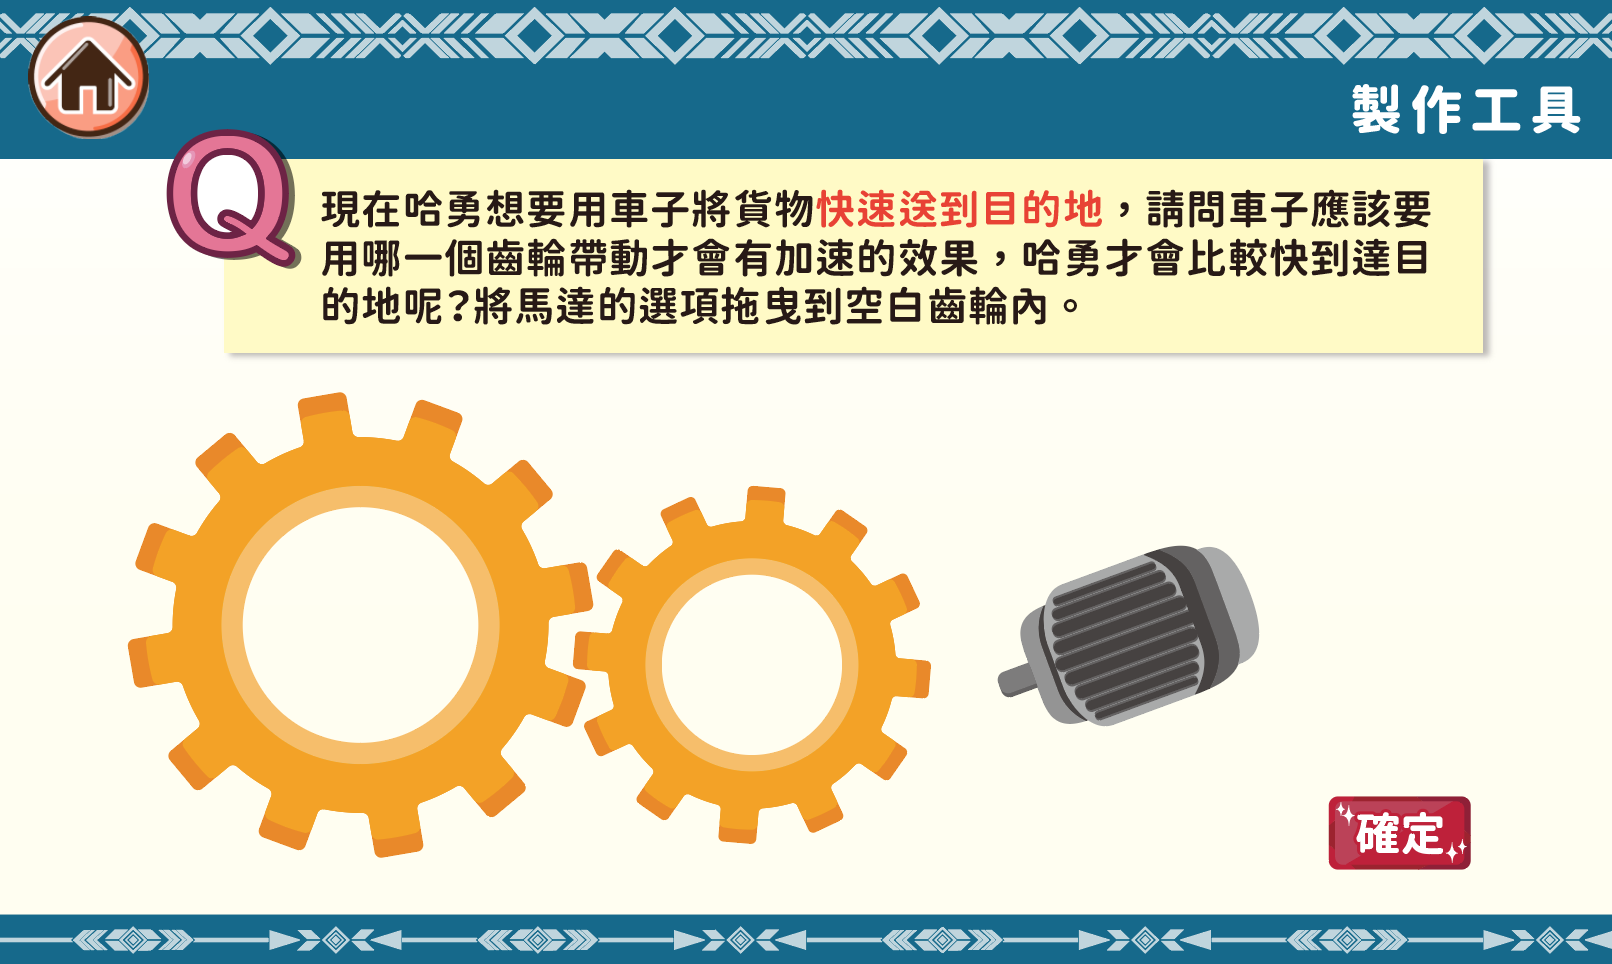 製作工具
Q
現在哈勇想要用車子將貨物快速送到目的地，請問車子應該要
用哪一個齒輪帶動才會有加速的效果，哈勇才會比較快到達目
的地呢?將馬達的選項拖曳到空白齒輪內。
確定